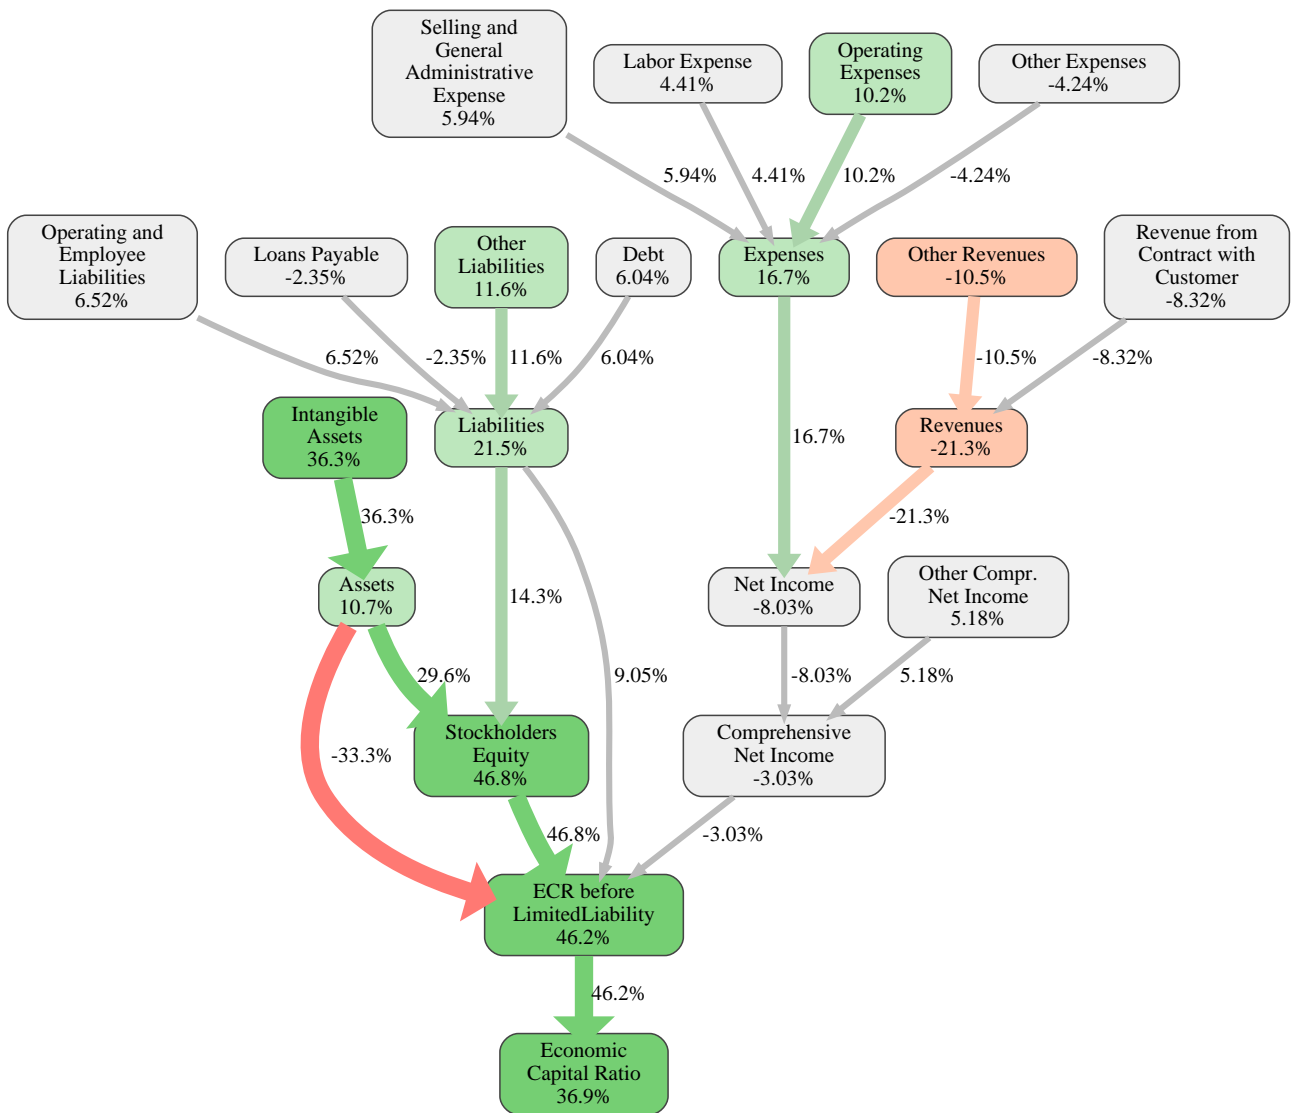 Selling and
General
Administrative
Expense
5.94%
Labor Expense
4.41%
Operating
Expenses
10.2%
Other Expenses
-4.24%
5.94%
4.41%
10.2%
-4.24%
Operating and
Employee
Liabilities
6.52%
Loans Payable
-2.35%
Other
Liabilities
11.6%
Debt
6.04%
Expenses
16.7%
Other Revenues
-10.5%
Revenue from
Contract with
Customer
-8.32%
6.52%
-2.35%
11.6%
6.04%
-10.5%
-8.32%
Intangible
Assets
36.3%
Liabilities
21.5%
16.7%
Revenues
-21.3%
36.3%
-21.3%
Assets
10.7%
14.3%
Net Income
-8.03%
Other Compr.
Net Income
5.18%
29.6%
9.05%
-8.03%
5.18%
-33.3%
Stockholders
Equity
46.8%
Comprehensive
Net Income
-3.03%
46.8%
-3.03%
ECR before
LimitedLiability
46.2%
46.2%
Economic
Capital Ratio
36.9%